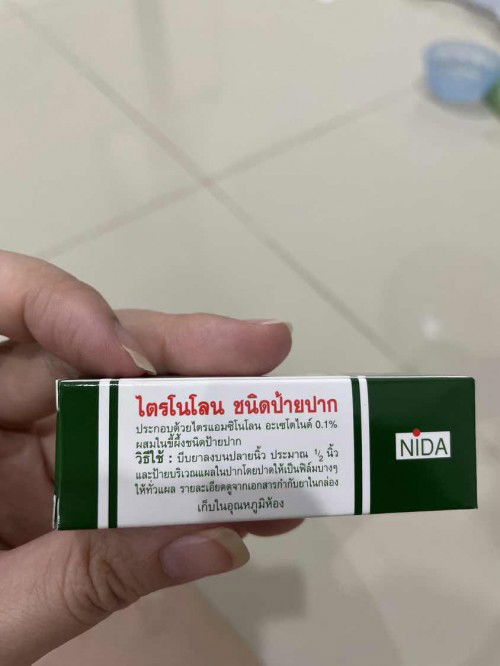 ไตรโนโลน ชนิดป้ายปาก
ประกอบด้วยไตรแอมซิโนโลน อะเซโตไนด์ 0.1%
ผสมในขี้ผึ้งชนิดป้ายปาก
วิธีใช้ : บีบยาลงบนปลายนิ้ว ประมาณ 1/2 นิ้ว
และป้ายบริเวณแผลในปากโดยปาดให้เป็นฟิล์มบางๆ
ให้ทั่วแผล รายละเอียดดูจากเอกสารกำกับยาในกล่อง
เก็บในอุณหภูมิห้อง
NIDA